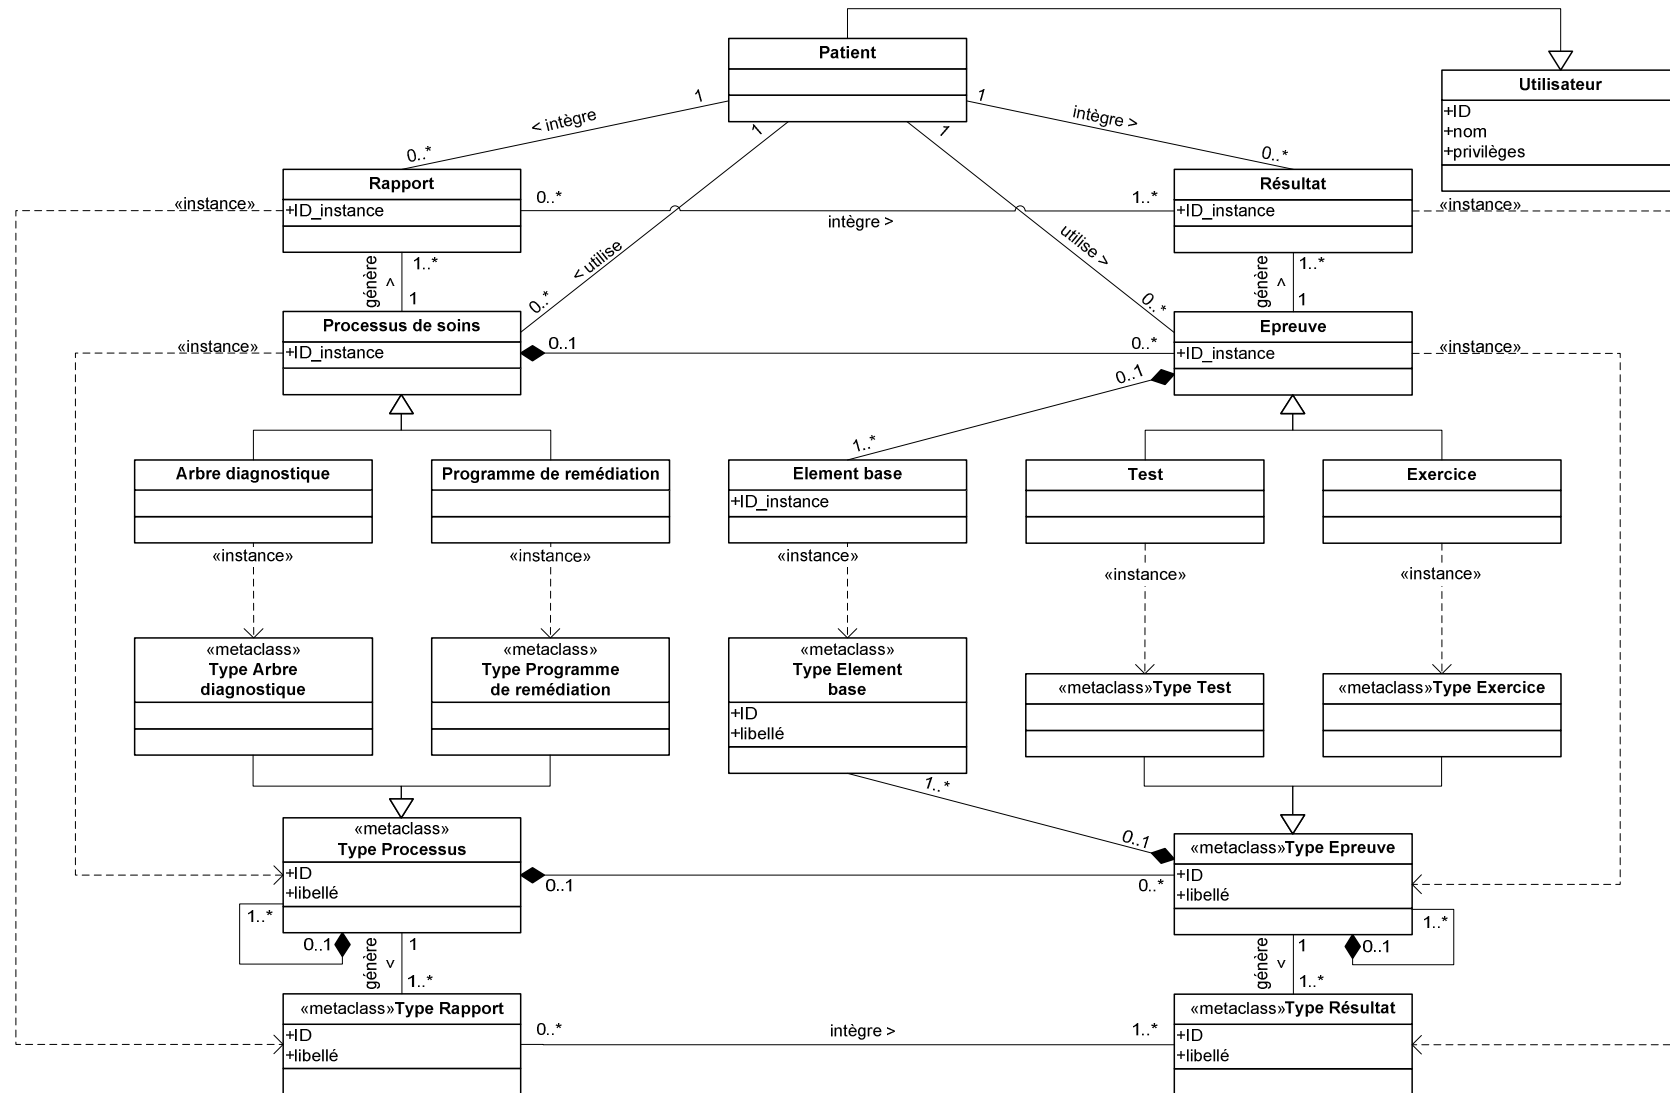 Patient
Utilisateur
+ID
+nom
+privilèges
1
< intègre
0..*
1
1
1
intègre >
0..*
Rapport
+ID_instance
«instance»
0..*
1..*
intègre >
Résultat
+ID_instance
«instance»
< utilise
0..*
utilise >
0..*
génère
<
1..*
1
génère
<
1..*
1
Processus de soins
+ID_instance
«instance»
0..1
0..*
Epreuve
+ID_instance
«instance»
0..1
1..*
Arbre diagnostique
Programme de remédiation
Element base
+ID_instance
Test
Exercice
«instance»
«instance»
«instance»
«instance»
«instance»
«metaclass»
Type Arbre
diagnostique
«metaclass»
Type Programme
de remédiation
«metaclass»
Type Element
base
+ID
+libellé
«metaclass»Type Test
«metaclass»Type Exercice
1..*
0..1
«metaclass»
Type Processus
+ID
+libellé
0..1
0..*
«metaclass»Type Epreuve
+ID
+libellé
1..*
0..1
génère
<
1
1..*
1..*
0..1
génère
<
1
1..*
«metaclass»Type Rapport
+ID
+libellé
0..*
intègre >
1..*
«metaclass»Type Résultat
+ID
+libellé